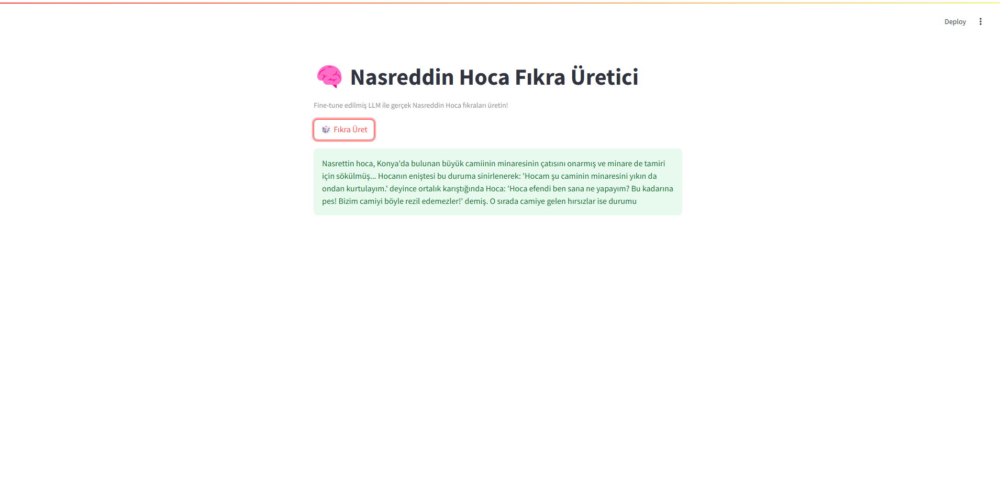 Deploy
Nasreddin Hoca Fıkra Üretici
Fine-tune edilmiş LLM ile gerçek Nasreddin Hoca fıkraları üretin!
Fıkra Üret
Nasrettin hoca, Konya'da bulunan büyük camiinin minaresinin çatısını onarmış ve minare de tamiri
için sökülmüş... Hocanın eniştesi bu duruma sinirlenerek: 'Hocam şu caminin minaresini yıkın da
ondan kurtulayım.' deyince ortalık karıştığında Hoca: 'Hoca efendi ben sana ne yapayım? Bu kadarına
pes! Bizim camiyi böyle rezil edemezler!' demiş. O sırada camiye gelen hırsızlar ise durumu